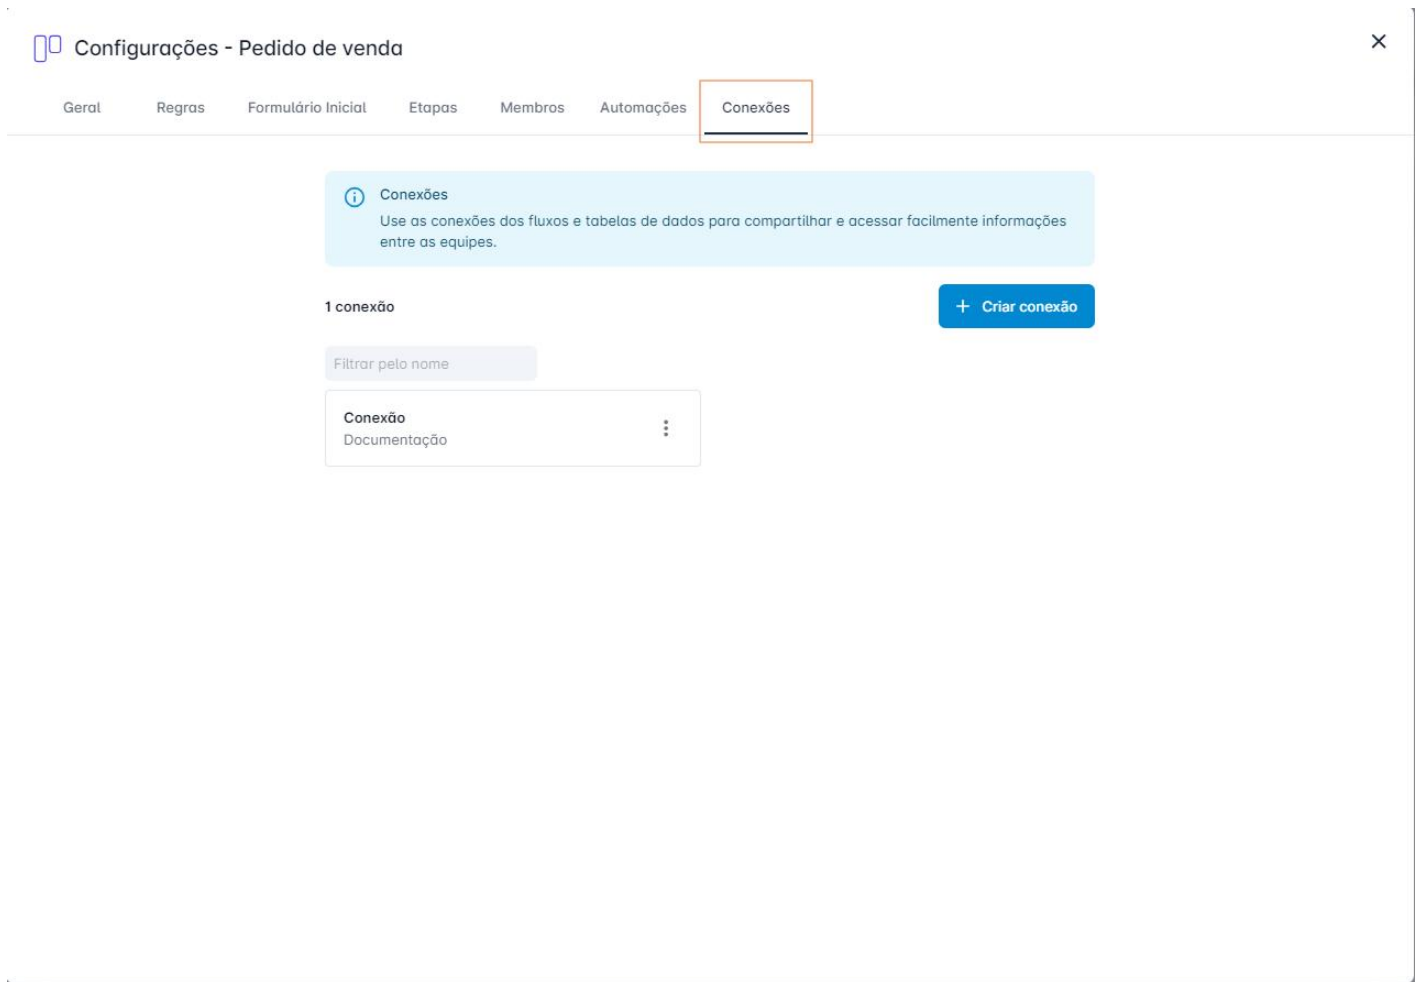 Configurações - Pedido de venda
Geral Regras Formulário Inicial Etapas Membros Automações Conexões
Conexões
Use as conexões dos fluxos e tabelas de dados para compartilhar e acessar facilmente informações
entre as equipes.
1 conexão
+ Criar conexão
Filtrar pelo nome
Conexão
Documentação